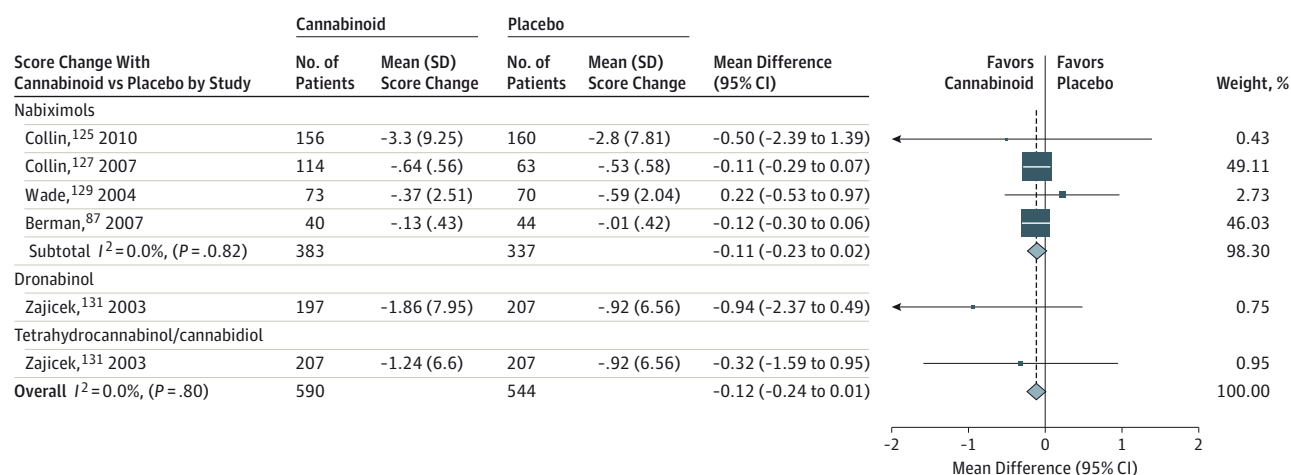 Cannabinoid Placebo
Score Change With No. of Mean (SD) No. of Mean (SD) Mean Difference Favors Favors
Cannabinoid vs Placebo by Study Patients Score Change Patients Score Change (95% CI) Cannabinoid Placebo Weight, %
Nabiximols
Collin,125 2010 156 -3.3 (9.25) 160 -2.8 (7.81) -0.50 (-2.39 to 1.39) 0.43
Collin,127 2007 114 -.64 (.56) 63 -.53 (.58) -0.11 (-0.29 to 0.07) 49.11
Wade,129 2004 73 -.37 (2.51) 70 -.59 (2.04) 0.22 (-0.53 to 0.97) 2.73
Berman,87 2007 40 -.13 (.43) 44 -.01 (.42) -0.12 (-0.30 to 0.06) 46.03
Subtotal I2=0.0%, (P=.0.82) 383 337 -0.11 (-0.23 to 0.02) 98.30
Dronabinol
Zajicek,131 2003 197 -1.86 (7.95) 207 -.92 (6.56) -0.94 (-2.37 to 0.49) 0.75
Tetrahydrocannabinol/cannabidiol
Zajicek,131 2003 207 -1.24 (6.6) 207 -.92 (6.56) -0.32 (-1.59 to 0.95) 0.95
Overall I2=0.0%, (P=.80) 590 544 -0.12 (-0.24 to 0.01) 100.00
-2 -1 0 1 2
Mean Difference (95% CI)